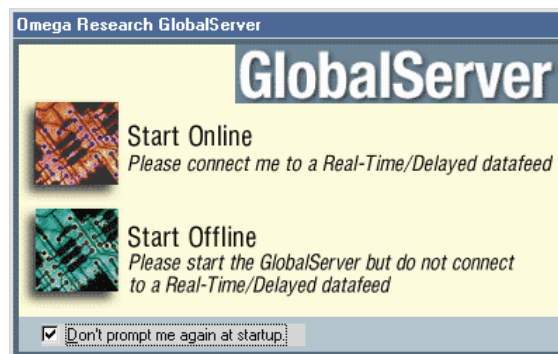 Omega Research GlobalServer
GlobalServer
Start Online
Please connect me to a Real-Time/Delayed datafeed
Start Offline
Please start the GlobalServer but do not connect
to a Real-Time/Delayed datafeed
Don't prompt me again at startup.